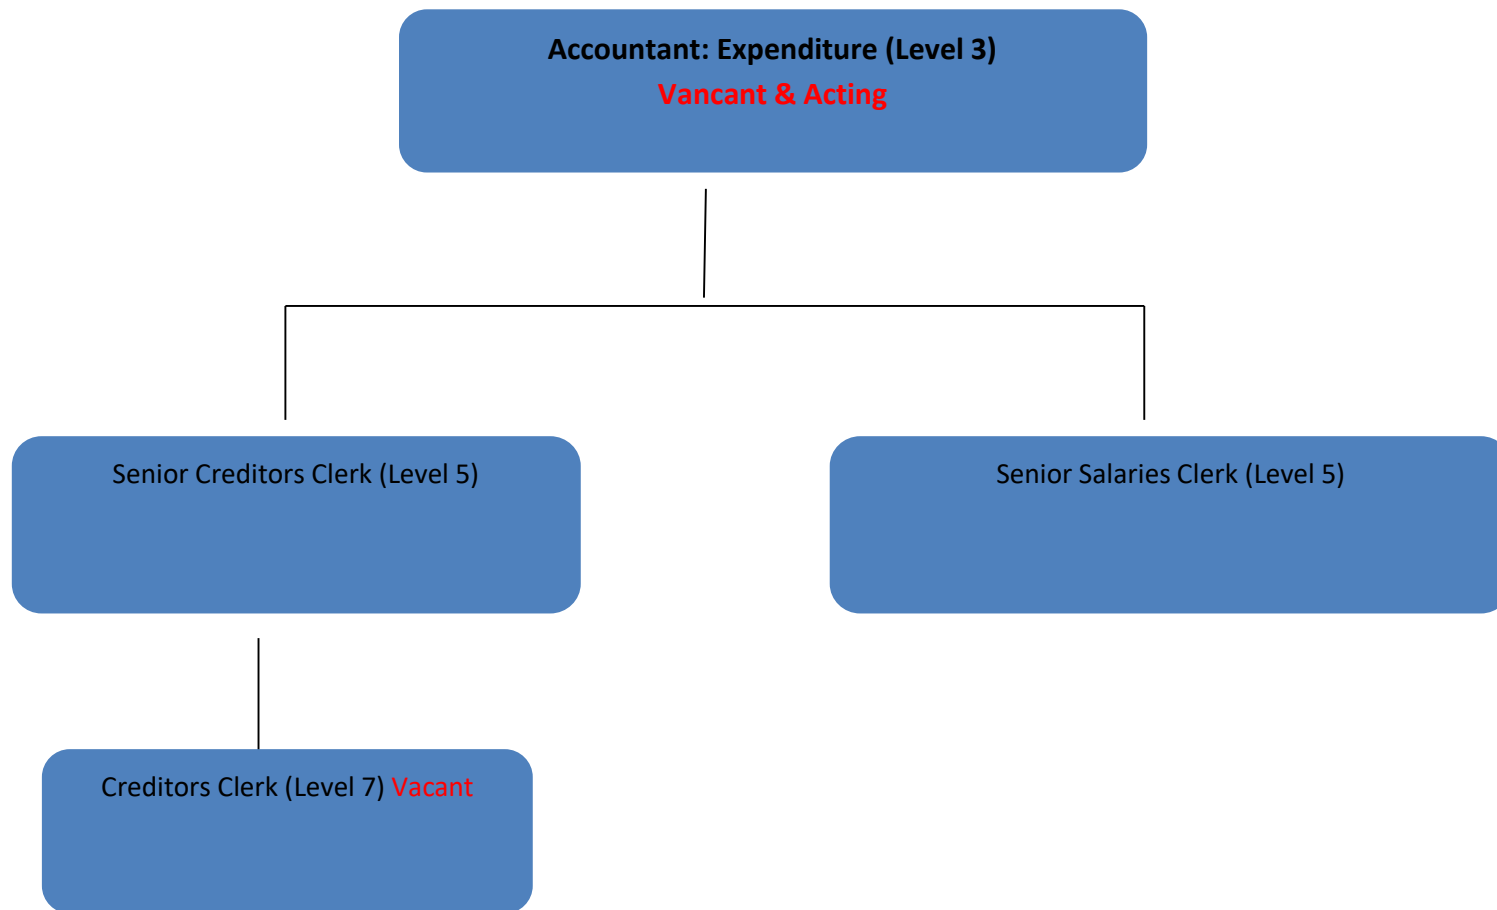 Accountant: Expenditure (Level 3)
Vancant & Acting
Senior Creditors Clerk (Level 5)
Senior Salaries Clerk (Level 5)
Creditors Clerk (Level 7) Vacant